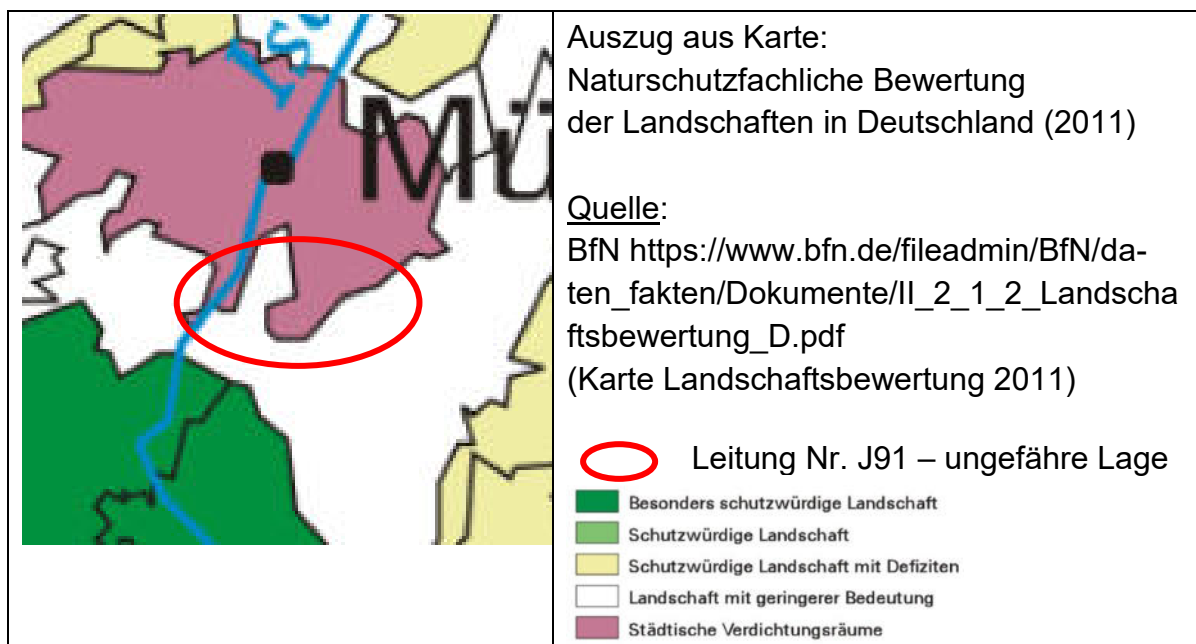 Isa
Mü
Auszug aus Karte:
Naturschutzfachliche Bewertung
der Landschaften in Deutschland (2011)
Quelle:
BfN https://www.bfn.de/fileadmin/BfN/da-
ten_fakten/Dokumente/II_2_1_2_Landscha
ftsbewertung_D.pdf
(Karte Landschaftsbewertung 2011)
Leitung Nr. J91 – ungefähre Lage
Besonders schutzwürdige Landschaft
Schutzwürdige Landschaft
Schutzwürdige Landschaft mit Defiziten
Landschaft mit geringerer Bedeutung
Städtische Verdichtungsräume